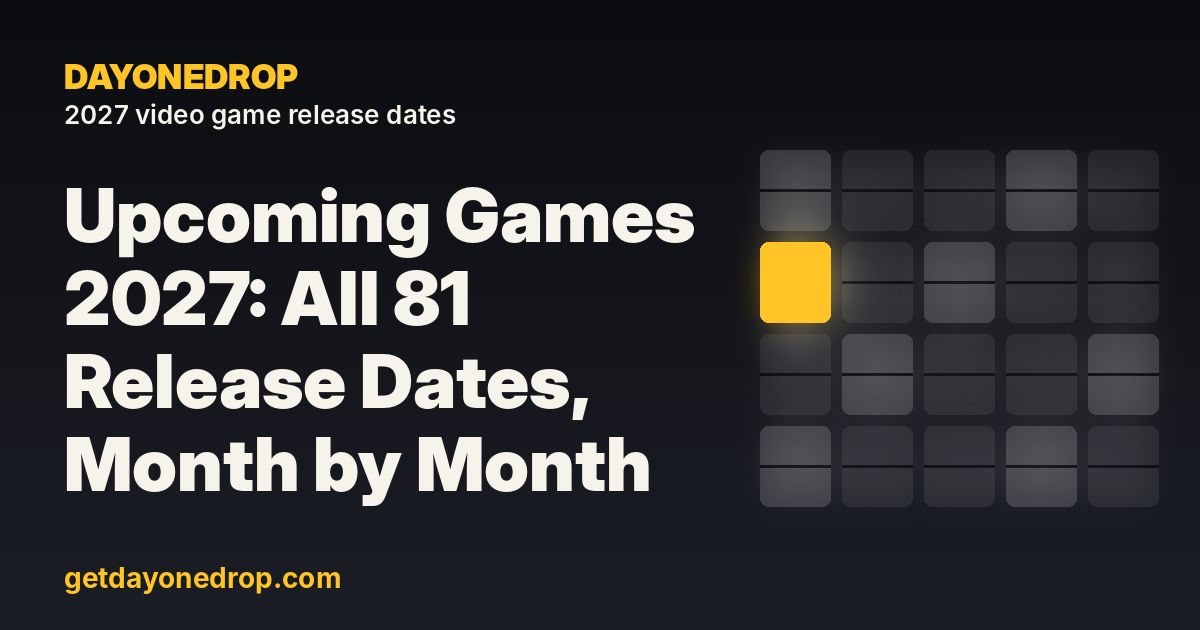 DAYONEDROP
2027 video game release dates
Upcoming Games
2027: All 81
Release Dates,
Month by Month
getdayonedrop.com